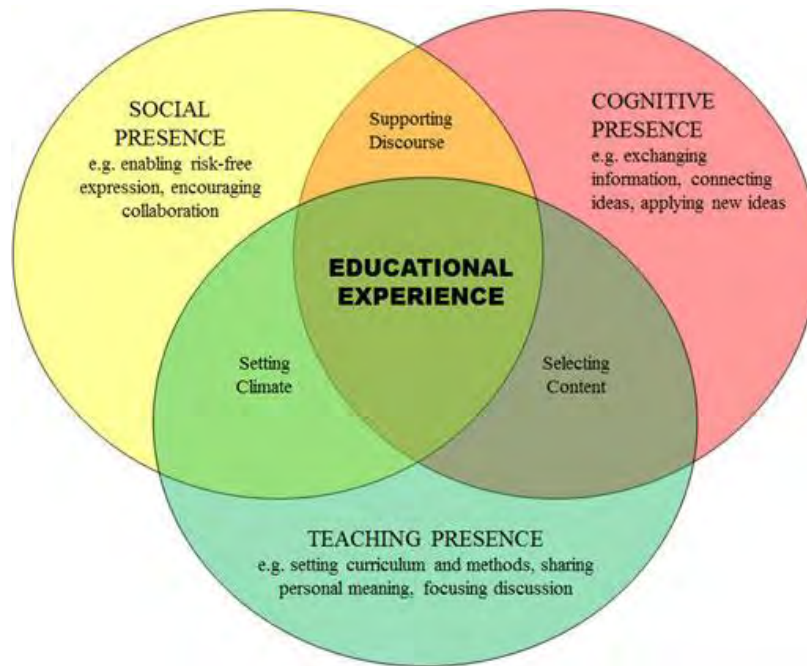 SOCIAL
PRESENCE
e.g. enabling risk-free
expression, encouraging
collaboration
Supporting
Discourse
COGNITIVE
PRESENCE
e.g. exchanging
information, connecting
ideas, applying new ideas
EDUCATIONAL
EXPERIENCE
Setting
Climate
Selecting
Content
TEACHING PRESENCE
e.g. setting curriculum and methods, sharing
personal meaning, focusing discussion